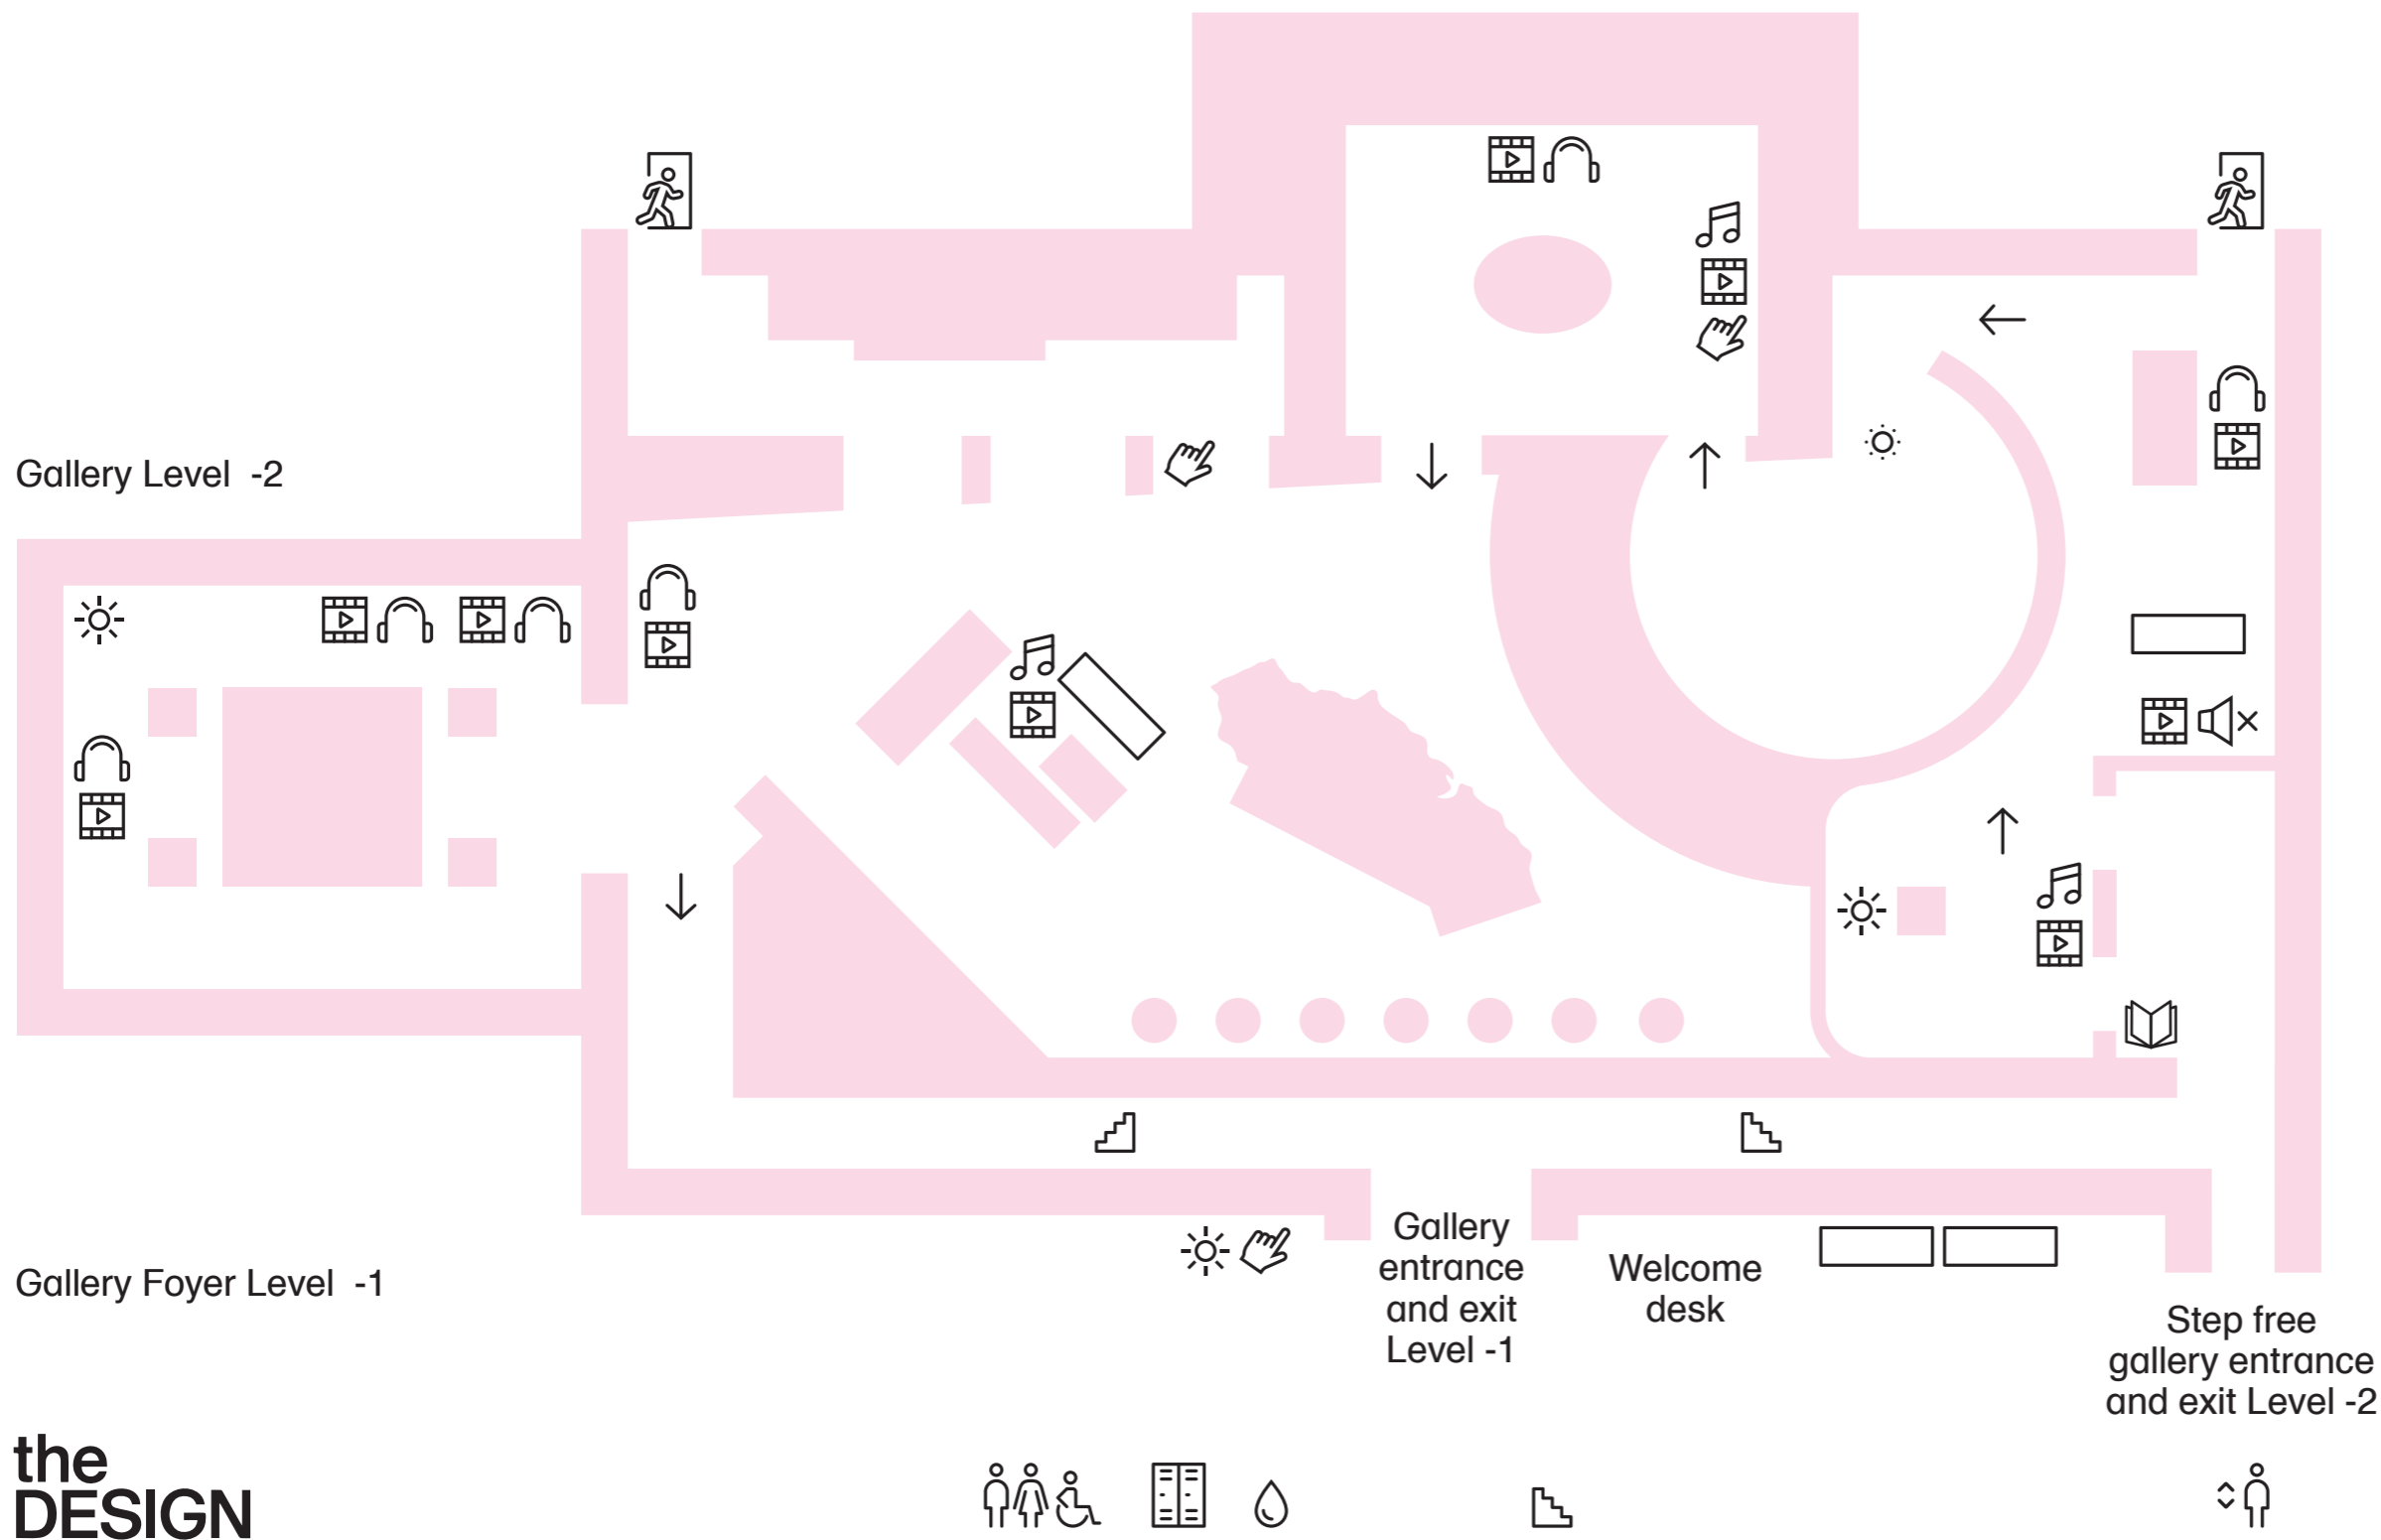 Gallery Level -2
Gallery Foyer Level -1
Gallery
entrance
and exit
Level -1
Welcome
desk
Step free
gallery entrance
and exit Level -2
the
DESIGN